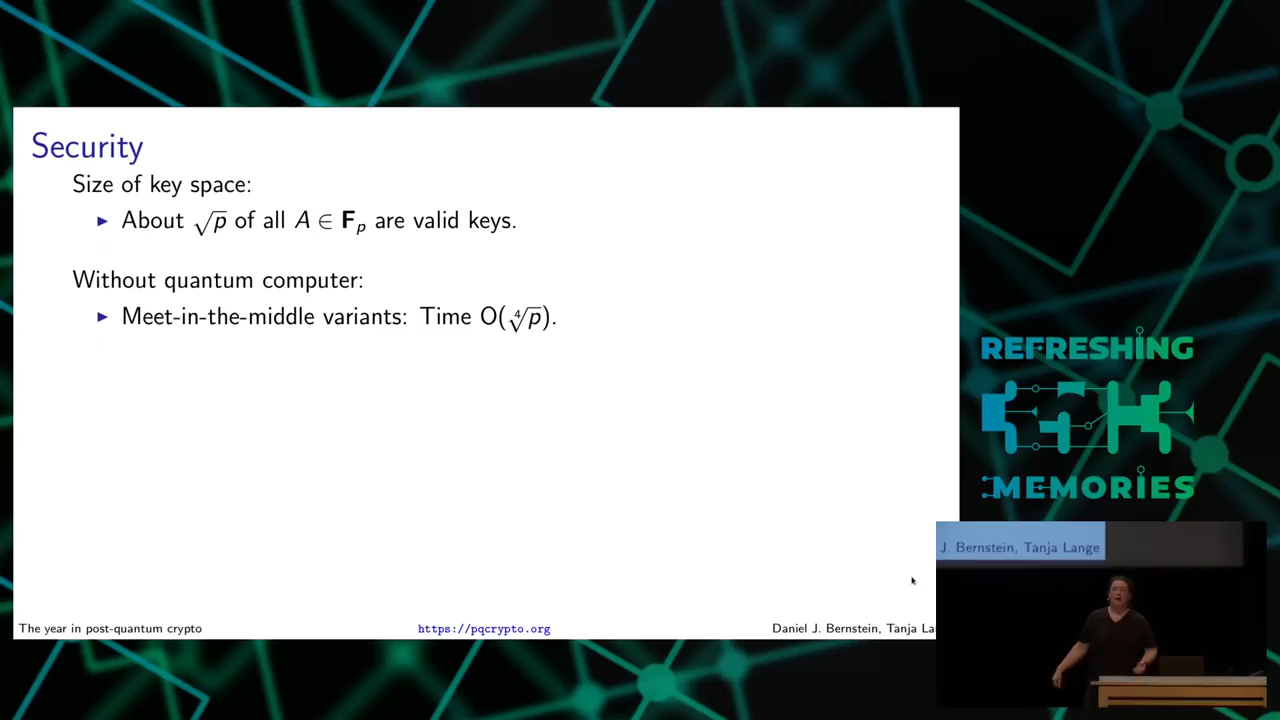 Security
Size of key space:
▶ About √p of all A ∈ Fₚ are valid keys.
Without quantum computer:
▶ Meet-in-the-middle variants: Time O(∜p).
REFRESHING
MEMORIES
J. Bernstein, Tanja Lange
The year in post-quantum crypto
https://pqcrypto.org
Daniel J. Bernstein, Tanja La